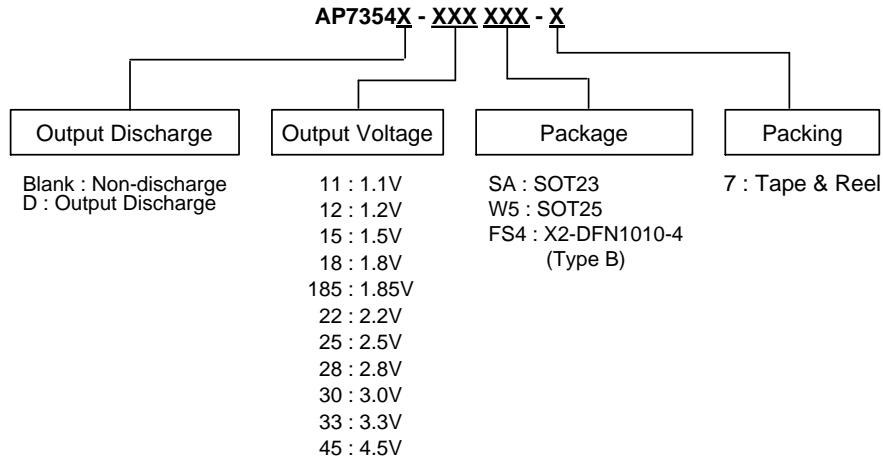 AP7354X - XXX XXX - X
Output Discharge
Blank : Non-discharge
D : Output Discharge
Output Voltage
11 : 1.1V
12 : 1.2V
15 : 1.5V
18 : 1.8V
185 : 1.85V
22 : 2.2V
25 : 2.5V
28 : 2.8V
30 : 3.0V
33 : 3.3V
45 : 4.5V
Package
SA : SOT23
W5 : SOT25
FS4 : X2-DFN1010-4
(Type B)
Packing
7 : Tape & Reel